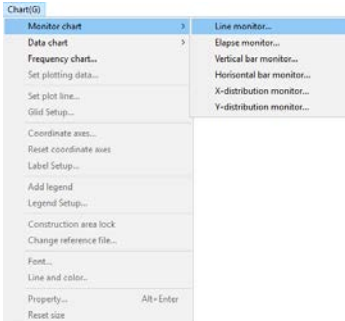 Chart(G)
Monitor chart
Data chart
Frequency chart...
Set plotting data...
Set plot line...
Glid Setup...
Coordinate axes...
Reset coordinate axes
Label Setup...
Add legend
Legend Setup...
Construction area lock
Change reference file...
Font...
Line and color..
Property... Alt+Enter
Reset size
Line monitor...
Elapse monitor...
Vertical bar monitor...
Horisontal bar monitor...
X-distribution monitor...
Y-distribution monitor...